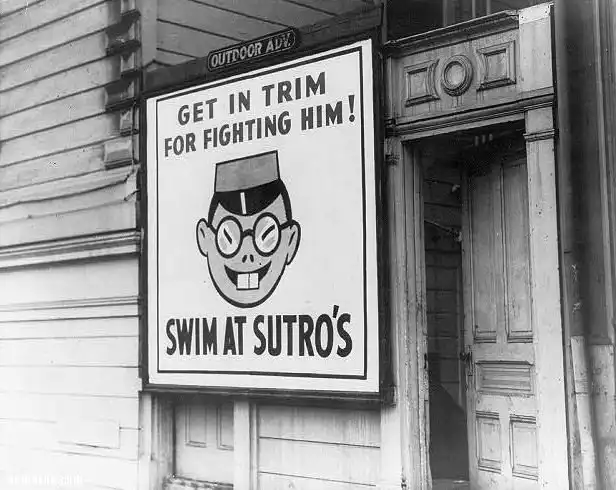 OUTDOOR ADV.
GET IN TRIM
FOR FIGHTING HIM!
SWIM AT SUTRO'S